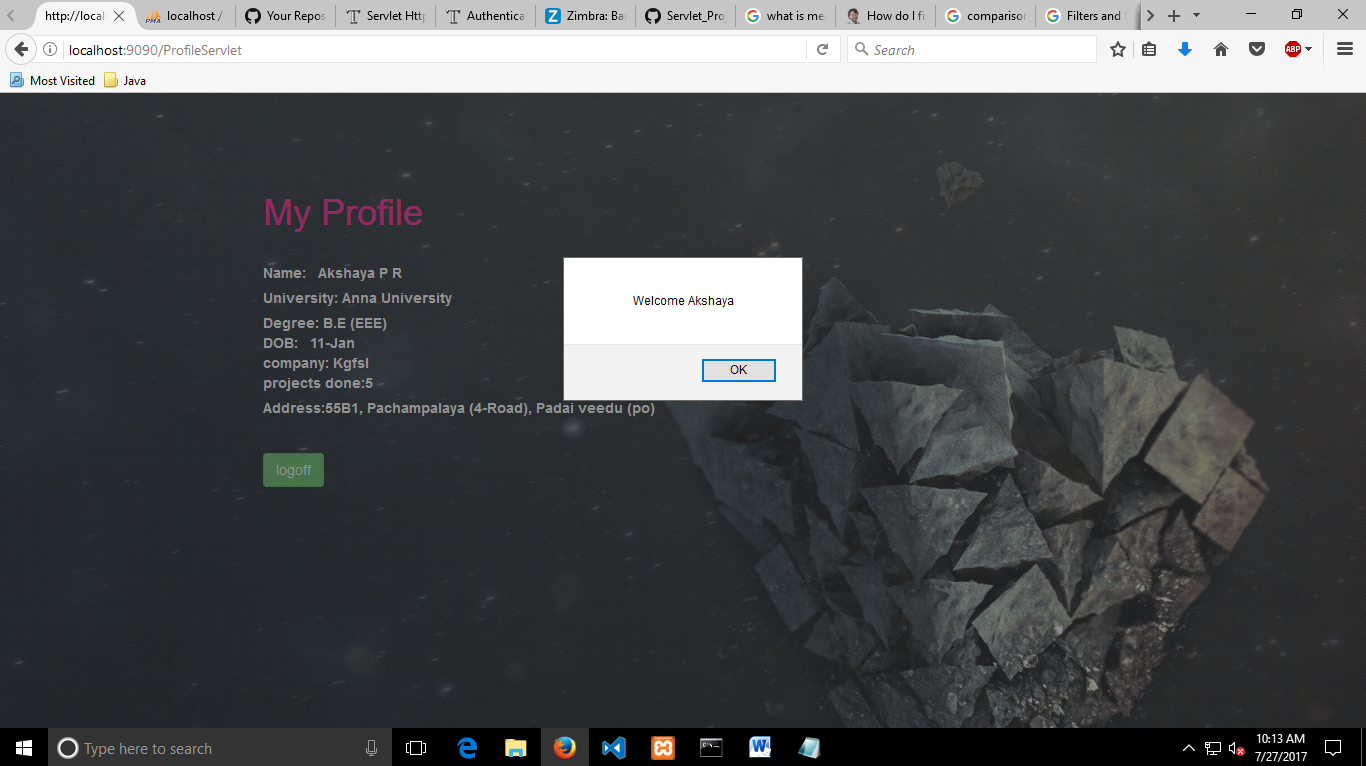 http://local
localhost /
Your Repos
Servlet Http
Authentica
Zimbra: Ba
Servlet_Pro
what is me
How do I fi
comparison
Filters and S
localhost:9090/ProfileServlet
Search
ABP
Most Visited
Java
My Profile
Name: Akshaya P R
University: Anna University
Degree: B.E (EEE)
DOB: 11-Jan
company: Kgfsl
projects done:5
Address:55B1, Pachampalaya (4-Road), Padai veedu (po)
logoff
Welcome Akshaya
OK
Type here to search
10:13 AM
7/27/2017